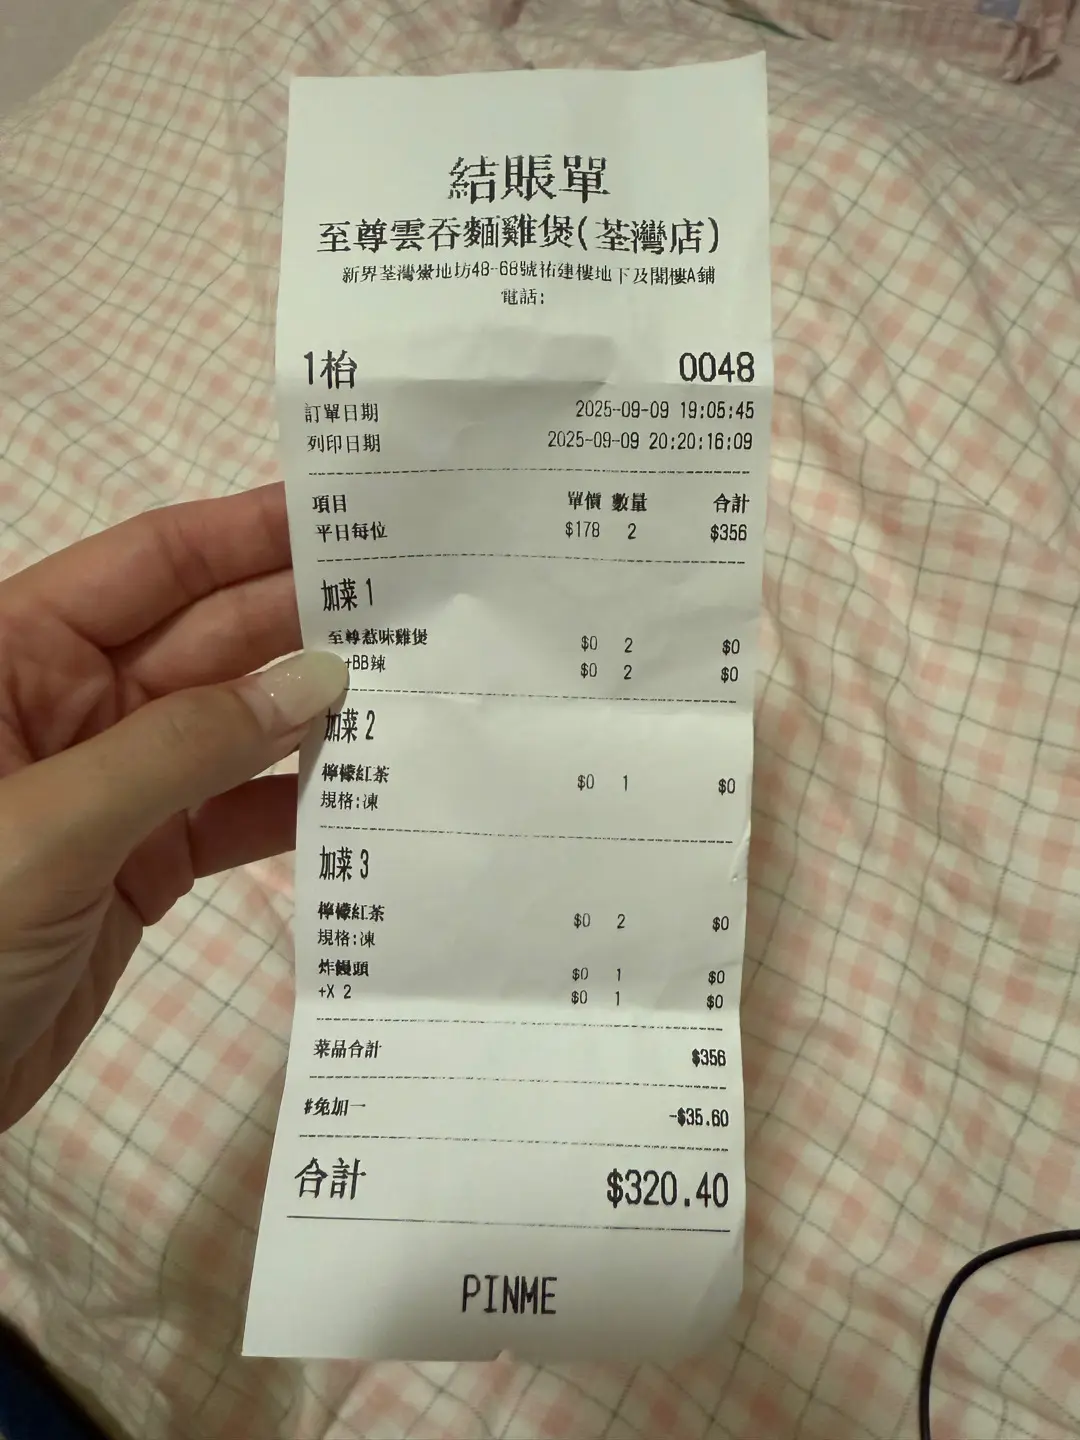 結賬單
至尊雲吞麵雞煲(荃灣店)
新界荃灣眾地坊48-68號祐建樓地下及閣樓A鋪
電話:
1枱 0048
訂單日期 2025-09-09 19:05:45
列印日期 2025-09-09 20:20:16:09
項目 單價 數量 合計
平日每位 $178 2 $356
加菜 1
至尊惹味雞煲 $0 2 $0
+BB辣 $0 2 $0
加菜 2
檸檬紅茶 $0 1 $0
規格:凍
加菜 3
檸檬紅茶 $0 2 $0
規格:凍
炸饅頭 $0 1 $0
+X 2 $0 1 $0
菜品合計 $356
#免加一 -$35.60
合計 $320.40
PINME